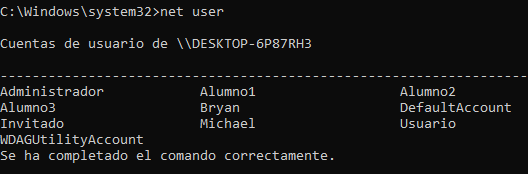 C:\Windows\system32>net user
Cuentas de usuario de \\DESKTOP-6P87RH3
-------------------------------------------------------------------------------
Administrador Alumno1 Alumno2
Alumno3 Bryan DefaultAccount
Invitado Michael Usuario
WDAGUtilityAccount
Se ha completado el comando correctamente.